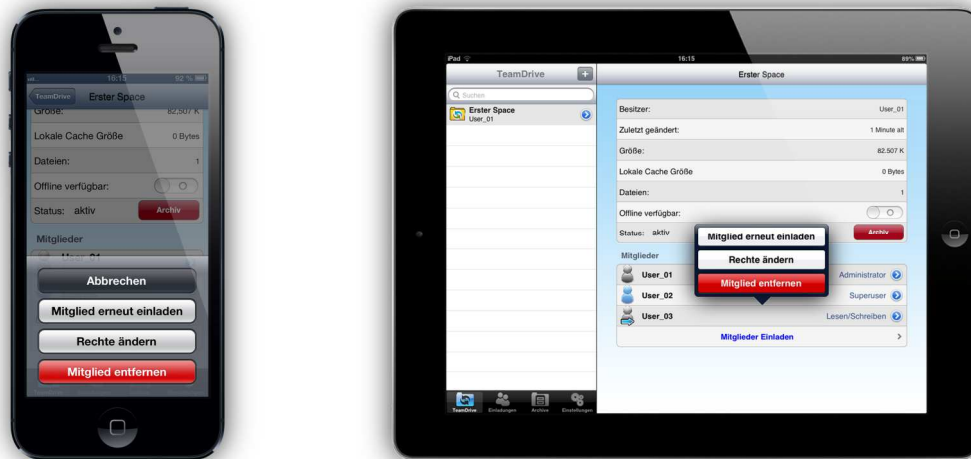 16:15
92 %
TeamDrive
Erster Space
Größe:
82,507 K
Lokale Cache Größe
0 Bytes
Dateien:
1
Offline verfügbar:
Status: aktiv
Archiv
Mitglieder
User_01
Abbrechen
Mitglied erneut einladen
Rechte ändern
Mitglied entfernen
iPad
16:15
89%
TeamDrive
+
Erster Space
Suchen
Erster Space
User_01
Besitzer:
User_01
Zuletzt geändert:
1 Minute alt
Größe:
82.507 K
Lokale Cache Größe
0 Bytes
Dateien:
1
Offline verfügbar:
Status: aktiv
Archiv
Mitglied erneut einladen
Rechte ändern
Mitglied entfernen
Mitglieder
User_01
Administrator
User_02
Superuser
User_03
Lesen/Schreiben
Mitglieder Einladen
TeamDrive
Einladungen
Archive
Einstellungen